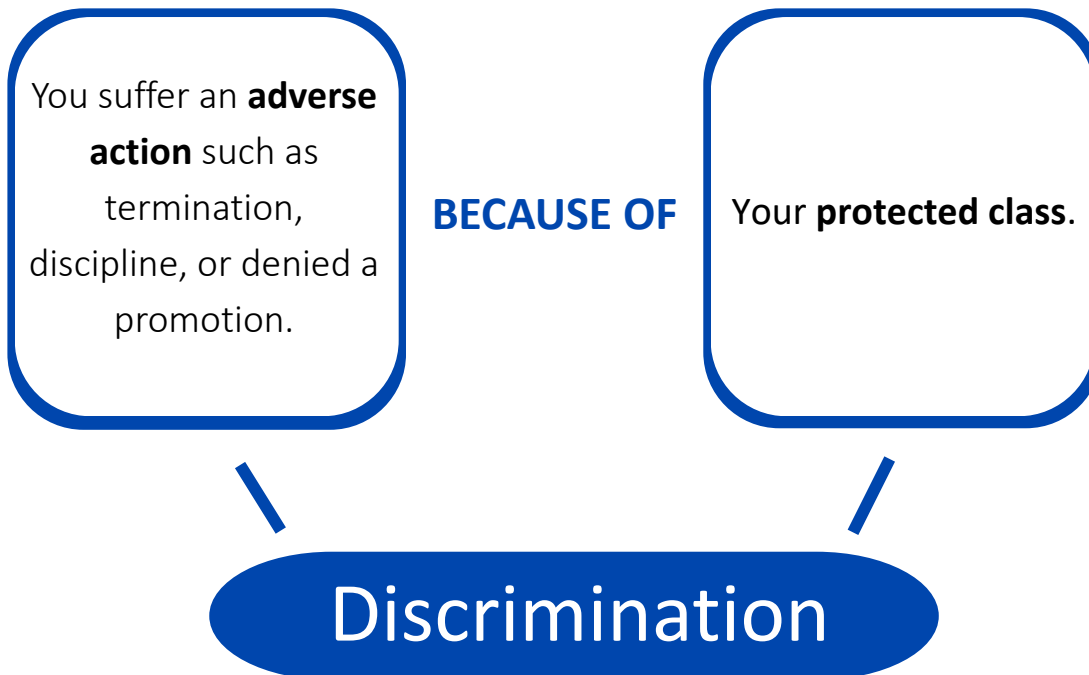 You suffer an adverse
action such as
termination,
discipline, or denied a
promotion.
BECAUSE OF
Your protected class.
Discrimination